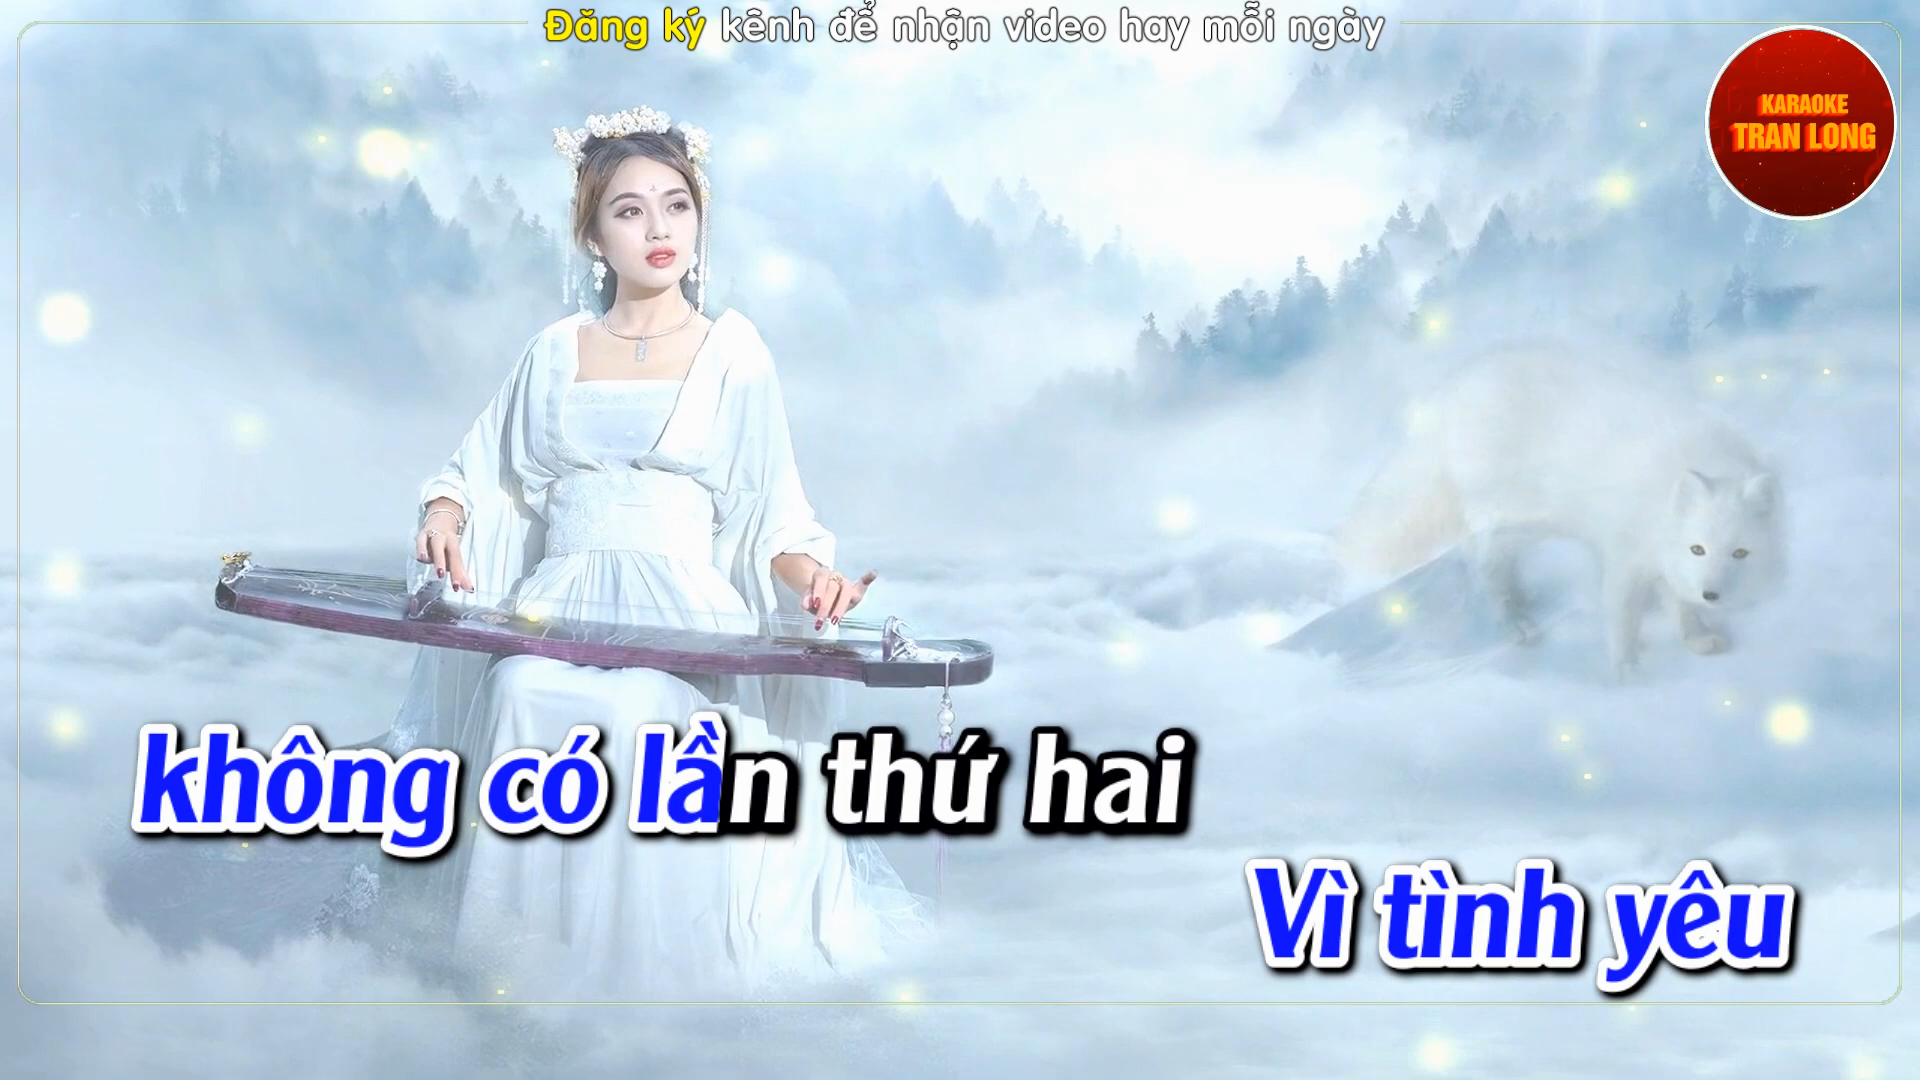 Đăng ký kênh để nhận video hay mỗi ngày
KARAOKE
TRAN LONG
không có lần thứ hai
Vì tình yêu